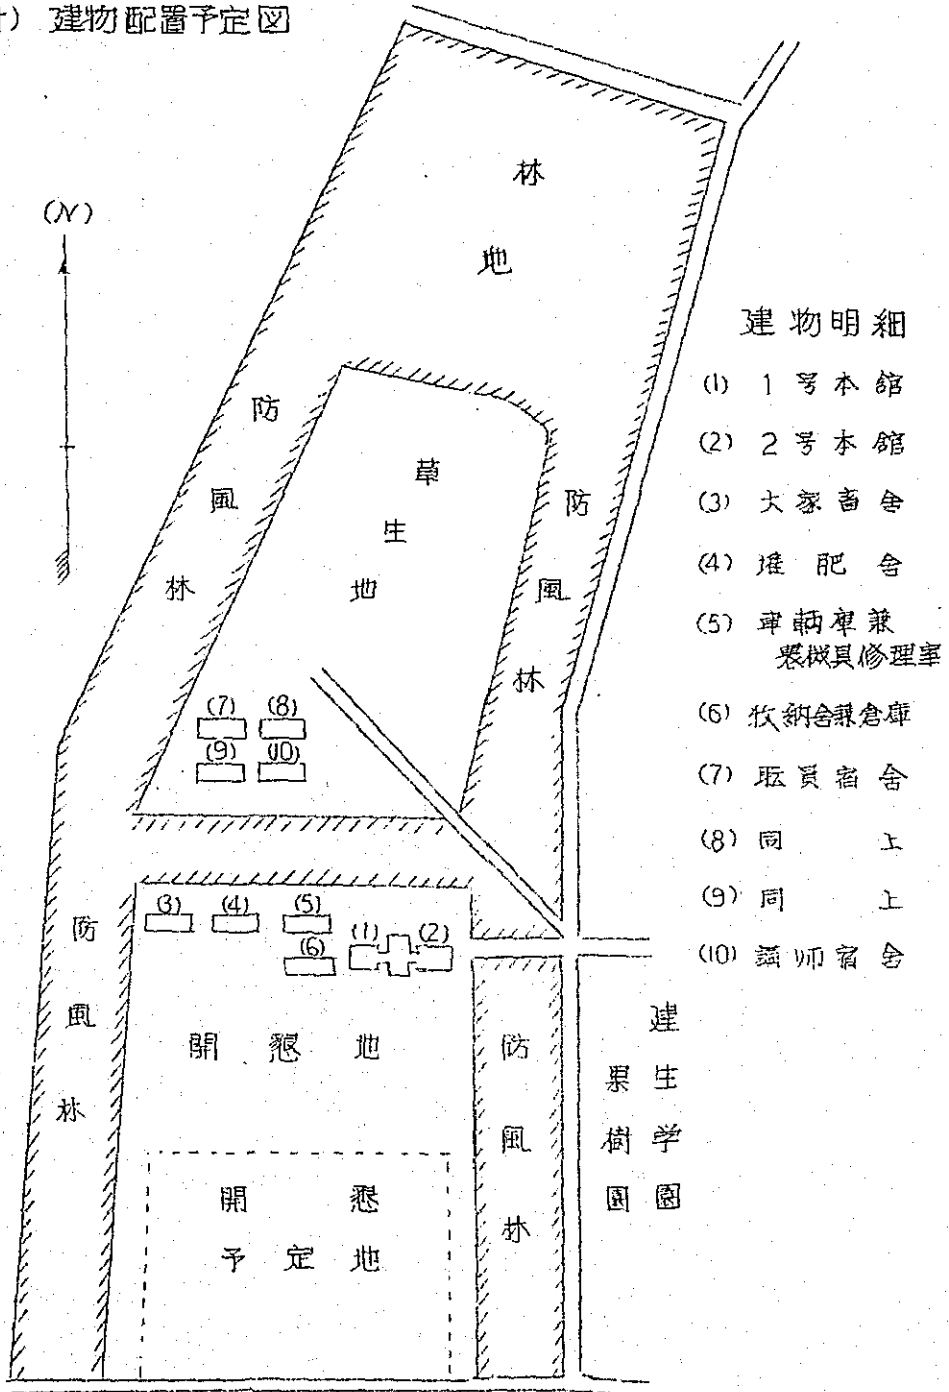 建物配置予定図
(N)
林地
防風林
草生地
防風林
(7) (8)
(9) (10)
(3) (4) (5)
(6) (1) (2)
防風林
開懇地
防風林
開懇
予定地
建生学園
果樹園
建物明細
(1) 1号本館
(2) 2号本館
(3) 大家畜舎
(4) 堆肥舎
(5) 車輌庫兼
農機具修理室
(6) 収納舎兼倉庫
(7) 職員宿舎
(8) 同上
(9) 同上
(10) 講師宿舎